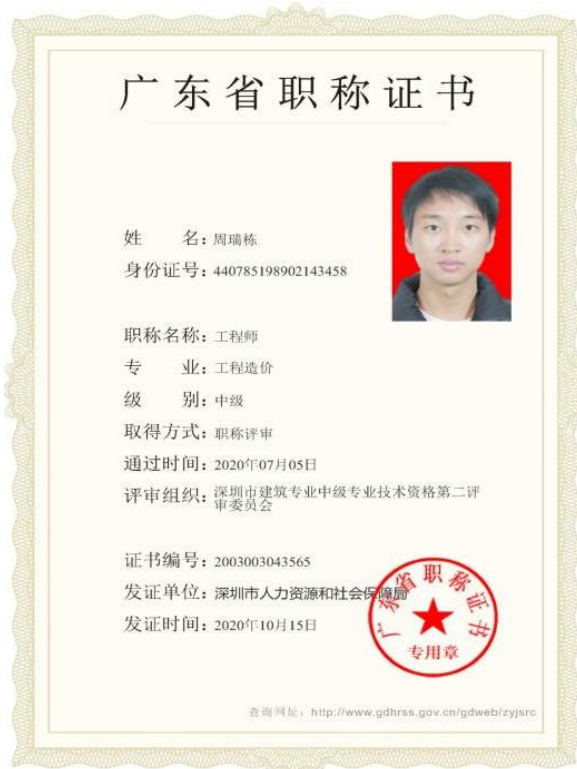 广东省职称证书
姓 名：周瑞栋
身份证号：440785198902143458
职称名称：工程师
专 业：工程造价
级 别：中级
取得方式：职称评审
通过时间：2020年07月05日
评审组织：深圳市建筑专业中级专业技术资格第二评
审委员会
证书编号：2003003043565
发证单位：深圳市人力资源和社会保障局
发证时间：2020年10月15日
广东省职称证书
专用章
查询网址：http://www.gdhrss.gov.cn/gdweb/zyjsrc